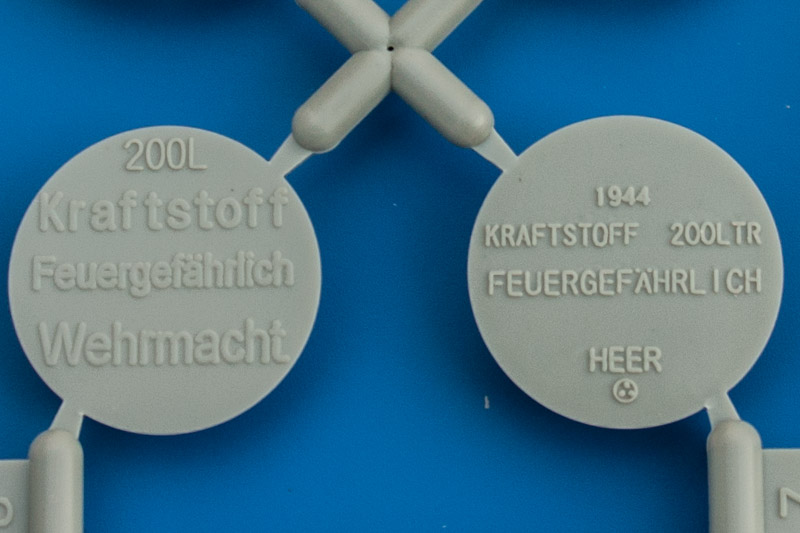 200L
Kraftstoff
Feuergefährlich
Wehrmacht
1944
KRAFTSTOFF 200LTR
FEUERGEFÄHRLICH
HEER